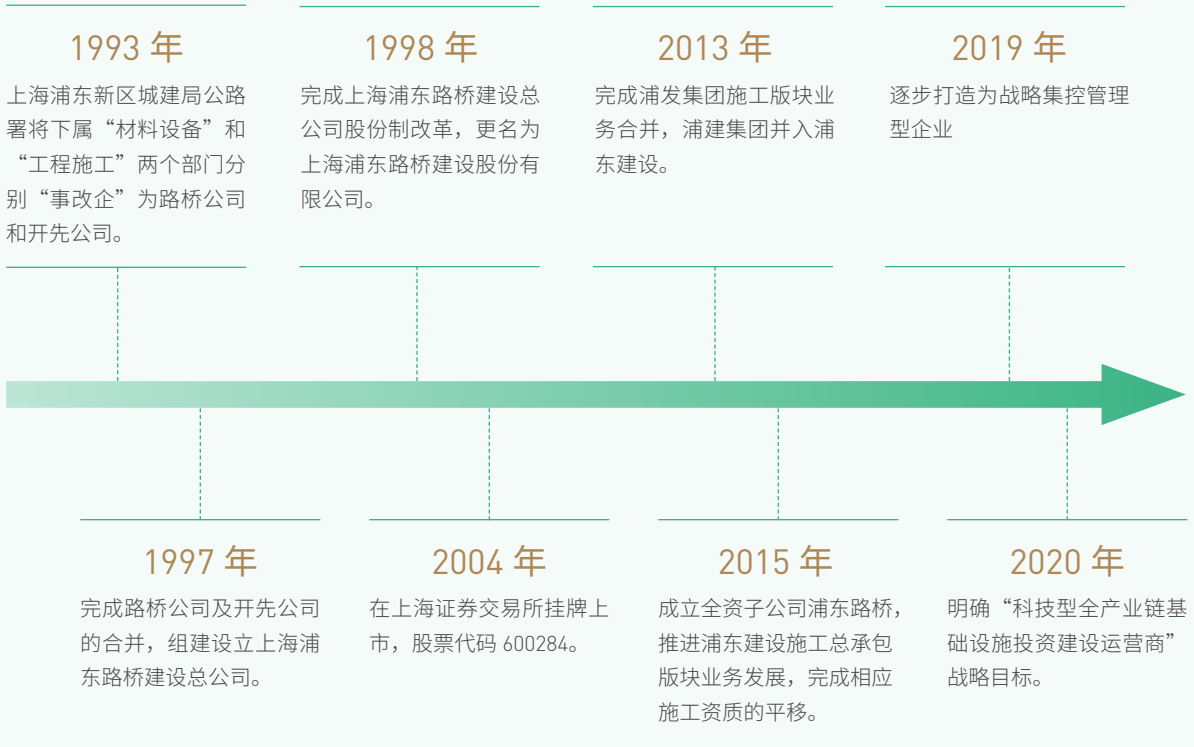 1993 年
上海浦东新区城建局公路
署将下属“材料设备”和
“工程施工”两个部门分
别“事改企”为路桥公司
和开先公司。
1998 年
完成上海浦东路桥建设总
公司股份制改革，更名为
上海浦东路桥建设股份有
限公司。
2013 年
完成浦发集团施工版块业
务合并，浦建集团并入浦
东建设。
2019 年
逐步打造为战略集控管理
型企业
1997 年
完成路桥公司及开先公司
的合并，组建设立上海浦
东路桥建设总公司。
2004 年
在上海证券交易所挂牌上
市，股票代码 600284。
2015 年
成立全资子公司浦东路桥，
推进浦东建设施工总承包
版块业务发展，完成相应
施工资质的平移。
2020 年
明确“科技型全产业链基
础设施投资建设运营商”
战略目标。